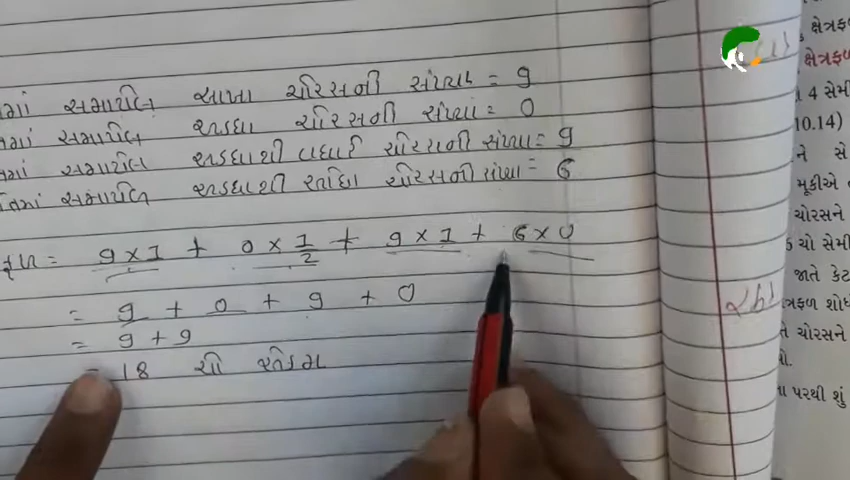 સમાયેલ આખા ચોરસની સંખ્યા = 9
સમાયેલ અડધા ચોરસની સંખ્યા = 0
સમાયેલ અડધાથી વધારે ચોરસની સંખ્યા = 9
સમાયેલ અડધાથી ઓછા ચોરસની સંખ્યા = 6
= 9 × 1 + 0 × 1/2 + 9 × 1 + 6 × 0
= 9 + 0 + 9 + 0
= 9 + 9
= 18 ચો સેમી
ક્ષેત્રફળ
4 સેમી
10.14)
ને સે
મૂકીએ
ચોરસને
ચો સેમી
જાતે કેટ
ત્રફળ શોધ
ચોરસને
પરથી શું